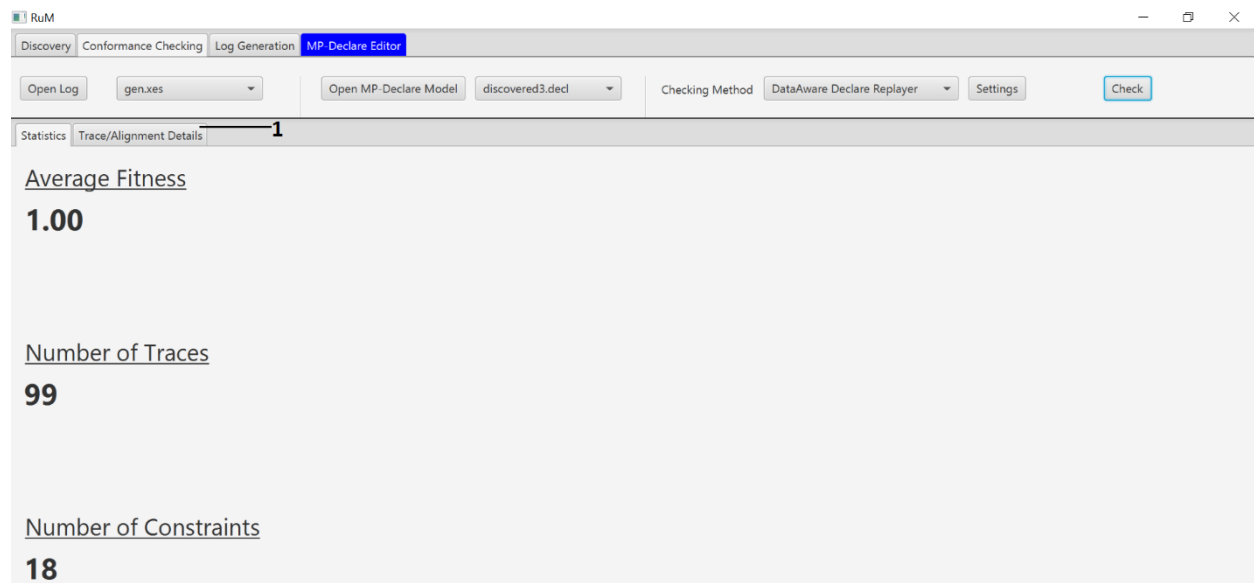 RuM
Discovery Conformance Checking Log Generation MP-Declare Editor
Open Log gen.xes Open MP-Declare Model discovered3.decl Checking Method DataAware Declare Replayer Settings Check
Statistics Trace/Alignment Details 1
Average Fitness
1.00
Number of Traces
99
Number of Constraints
18